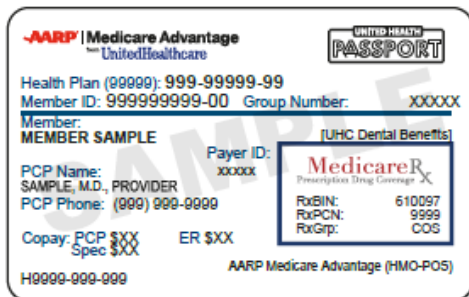 AARP | Medicare Advantage
from UnitedHealthcare
UNITED HEALTH
PASSPORT
Health Plan (99999): 999-99999-99
Member ID: 999999999-00 Group Number: XXXXX
Member:
MEMBER SAMPLE
[UHC Dental Benefits]
Payer ID:
XXXXX
PCP Name:
SAMPLE, M.D., PROVIDER
PCP Phone: (999) 999-9999
MedicareRx
Prescription Drug Coverage
RxBIN: 610097
RxPCN: 9999
RxGrp: COS
Copay: PCP $XX ER $XX
Spec $XX
AARP Medicare Advantage (HMO-POS)
H9999-999-999
SAMPLE